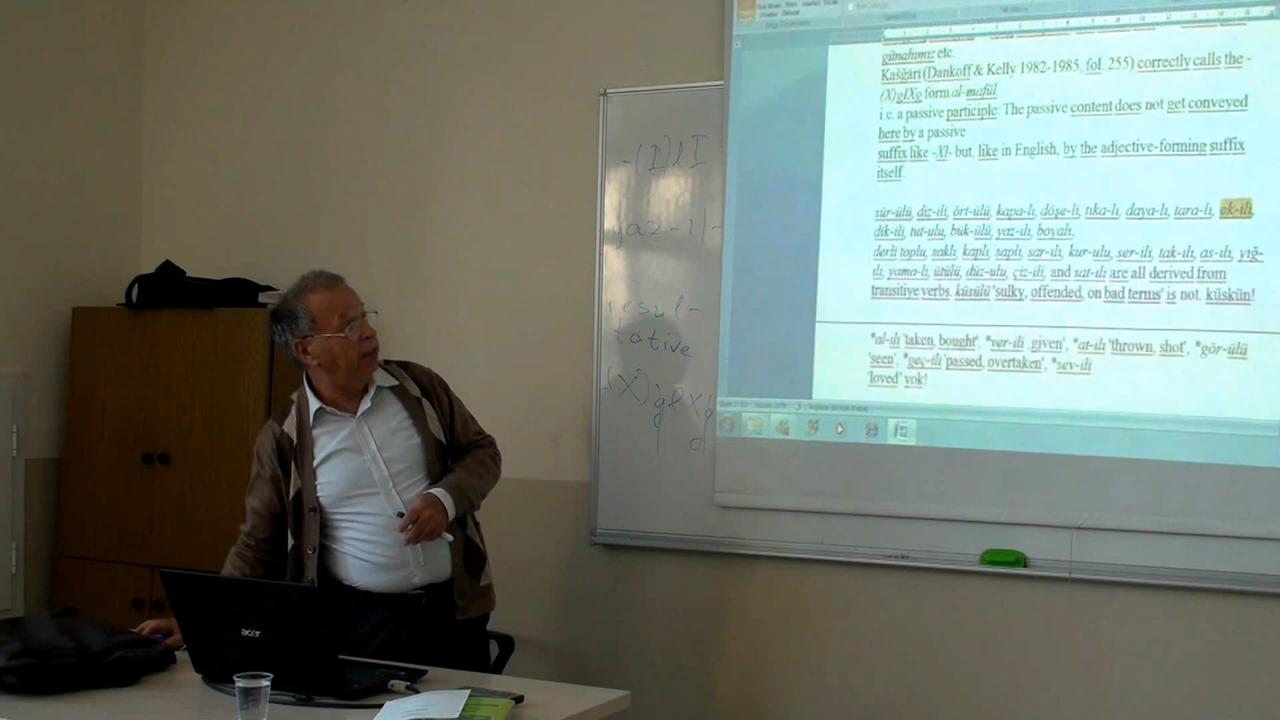 -(I)lI
yaz-ılı-
resul-
tative
-(X)glXg
günahımız etc.
Kašġarī (Dankoff & Kelly 1982-1985, fol. 255) correctly calls the -
(X)glXg form al-mafūl,
i.e. a passive participle: The passive content does not get conveyed
here by a passive
suffix like -Xl- but, like in English, by the adjective-forming suffix
itself.
sür-ülü, diz-ili, ört-ülü, kapa-lı, döşe-li, tıka-lı, daya-lı, tara-lı, ek-ili,
dik-ili, tut-ulu, bük-ülü, yaz-ılı, boyalı,
derli toplu, saklı, kaplı, saplı, sar-ılı, kur-ulu, ser-ili, tak-ılı, as-ılı, yığ-
ılı, yama-lı, ütülü, düz-ulu, çiz-ili, and sat-ılı are all derived from
transitive verbs. küsülü 'sulky, offended, on bad terms' is not, küskün!
*al-ılı 'taken, bought', *ver-ili 'given', *at-ılı 'thrown, shot', *gör-ülü
'seen', *geç-ili 'passed, overtaken', *sev-ili
'loved' yok!
acer